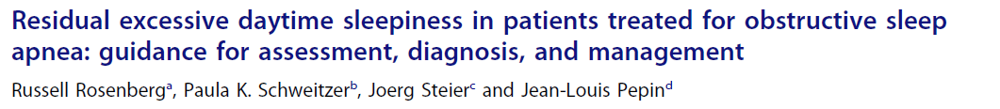 Residual excessive daytime sleepiness in patients treated for obstructive sleep
apnea: guidance for assessment, diagnosis, and management
Russell Rosenbergᵃ, Paula K. Schweitzerᵇ, Joerg Steierᶜ and Jean-Louis Pepinᵈ